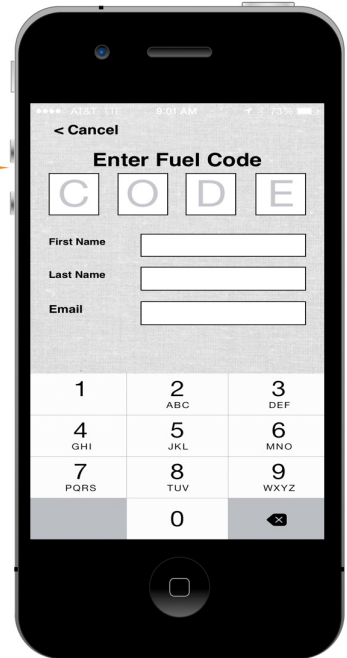 AT&T LTE 9:01 AM 73%
< Cancel
Enter Fuel Code
C O D E
First Name
Last Name
Email
1 2 3
ABC DEF
4 5 6
GHI JKL MNO
7 8 9
PQRS TUV WXYZ
0